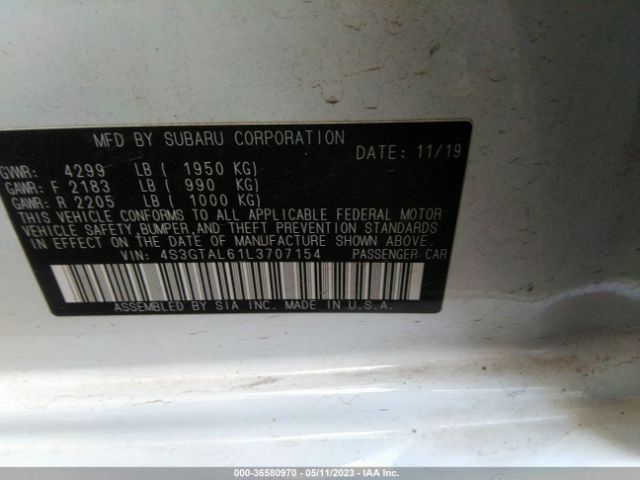 MFD BY SUBARU CORPORATION
DATE: 11/19
GVWR: 4299 LB ( 1950 KG)
GAWR: F 2183 LB ( 990 KG)
GAWR: R 2205 LB ( 1000 KG)
THIS VEHICLE CONFORMS TO ALL APPLICABLE FEDERAL MOTOR
VEHICLE SAFETY, BUMPER, AND THEFT PREVENTION STANDARDS
IN EFFECT ON THE DATE OF MANUFACTURE SHOWN ABOVE.
VIN: 4S3GTAL61L3707154 PASSENGER-CAR
ASSEMBLED BY SIA INC. MADE IN U.S.A.
000-36580970 - 05/11/2023 - IAA Inc.